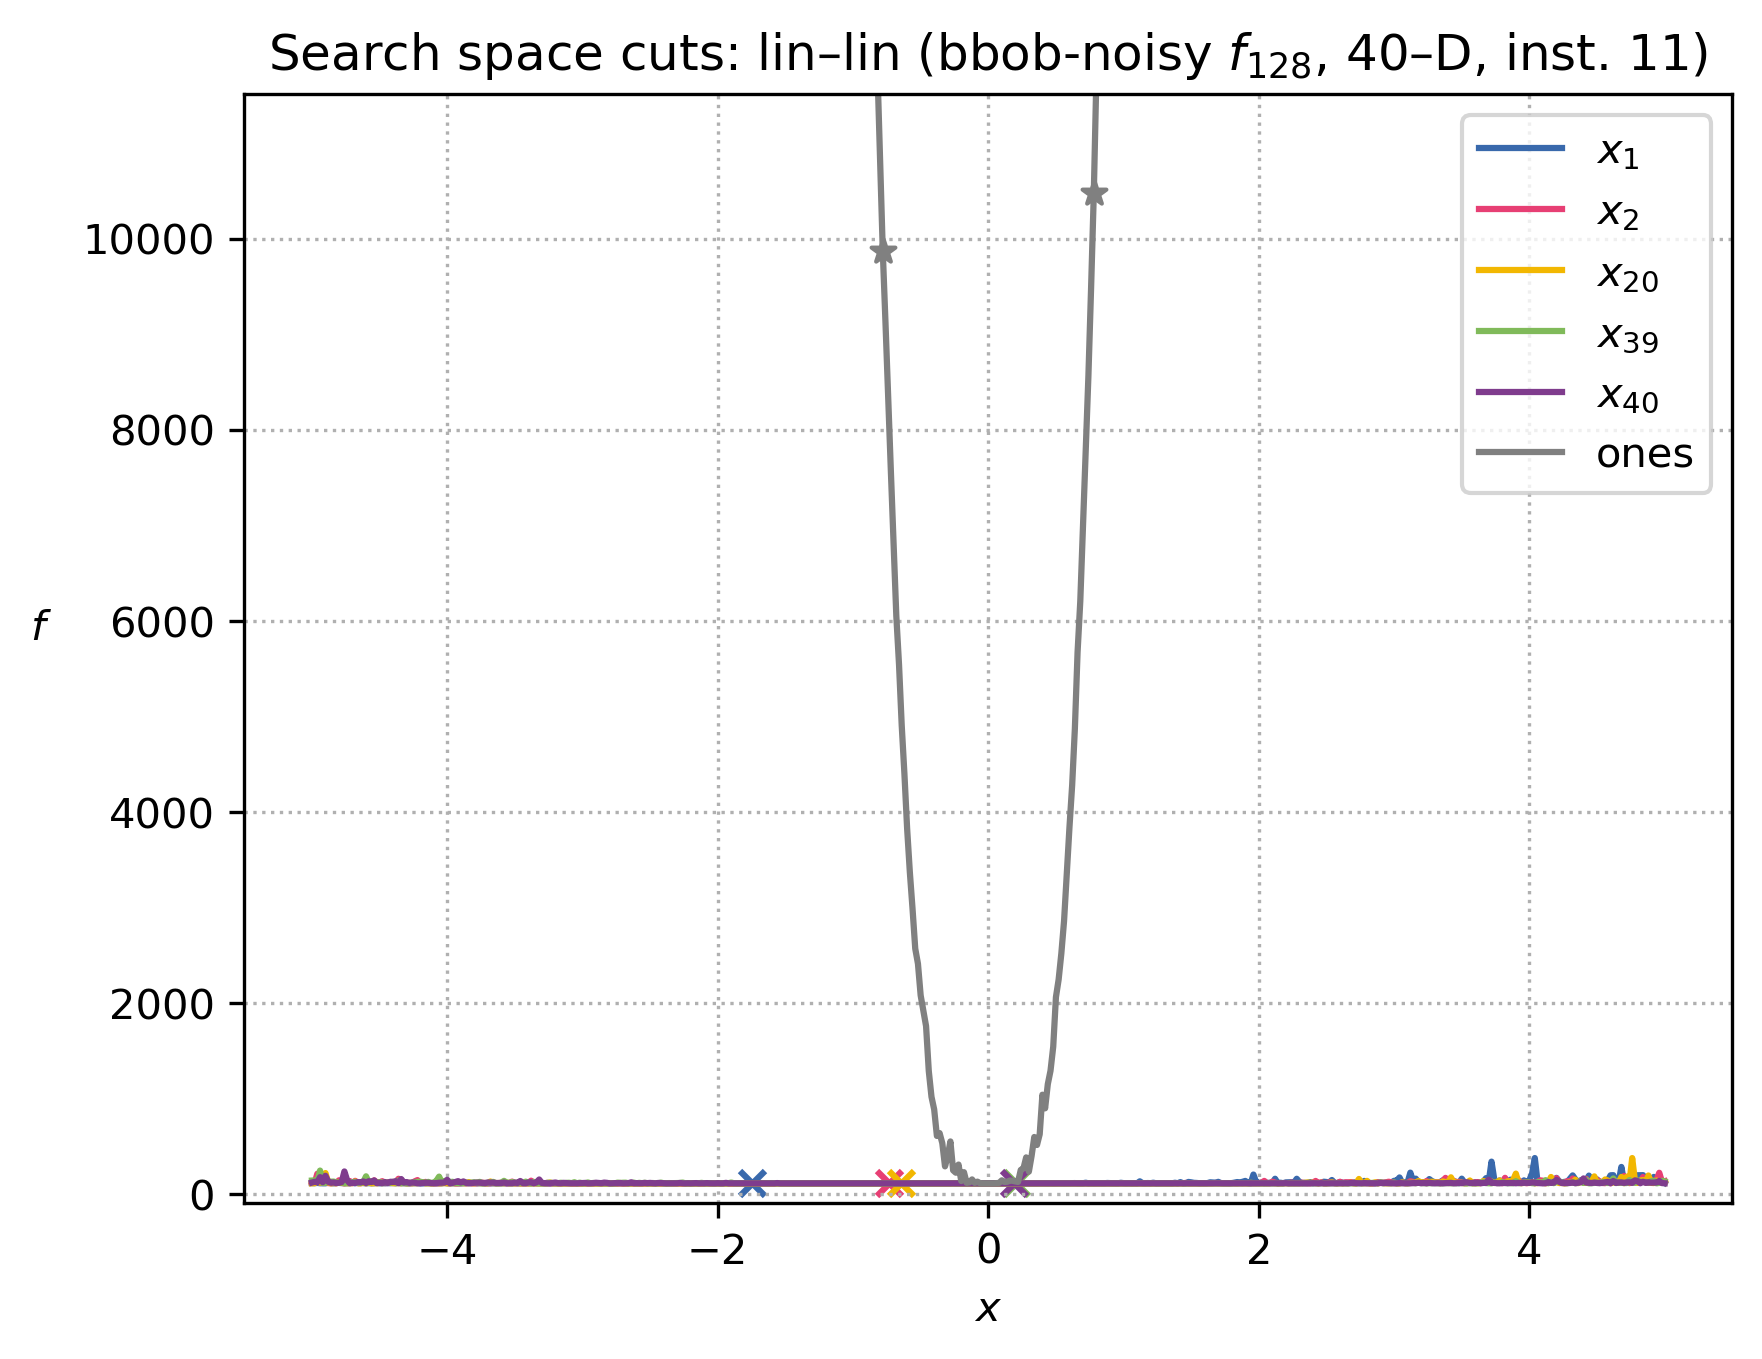 Search space cuts: lin–lin (bbob-noisy f₁₂₈, 40–D, inst. 11)
x₁
x₂
x₂₀
x₃₉
x₄₀
ones
10000
8000
6000
4000
2000
0
f
−4
−2
0
2
4
x